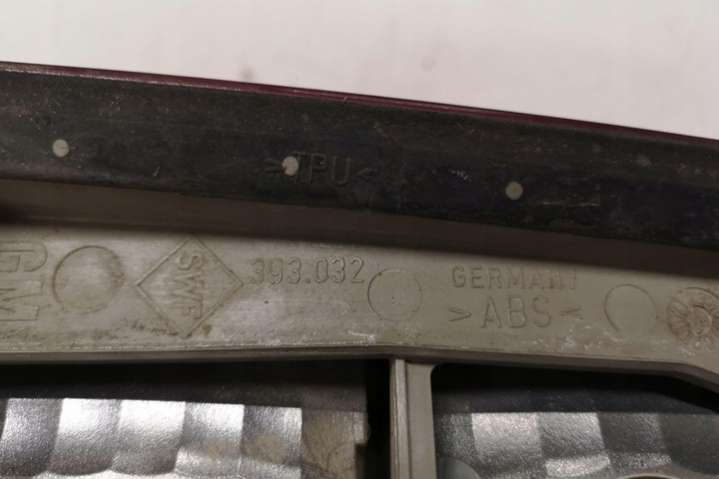 >TPU<
GM
SWF
393.032
GERMANY
>ABS<